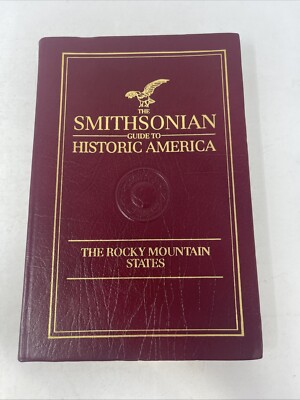 THE
SMITHSONIAN
GUIDE TO
HISTORIC AMERICA
THE ROCKY MOUNTAIN
STATES